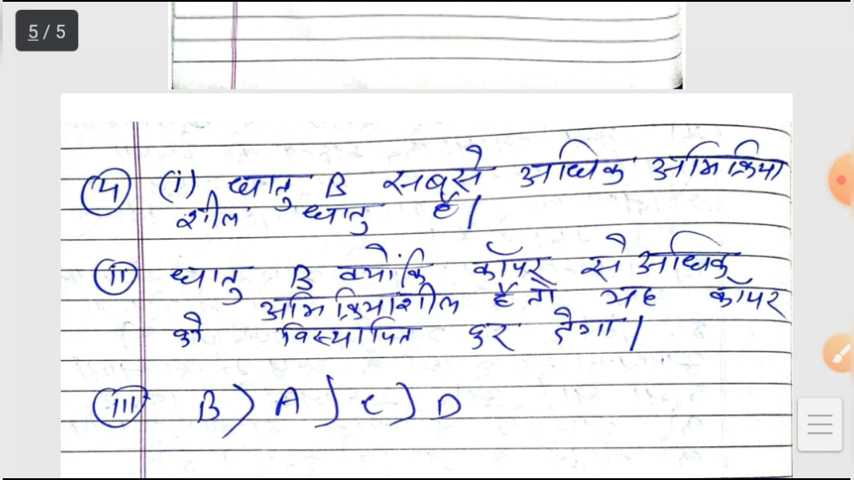 5 / 5
(4) (i) धातु B सबसे अधिक अभिक्रिया
शील धातु है।
(ii) धातु B क्योंकि कॉपर से अधिक
अभिक्रियाशील है तो यह कॉपर
को विस्थापित कर देगा।
(iii) B > A > C > D